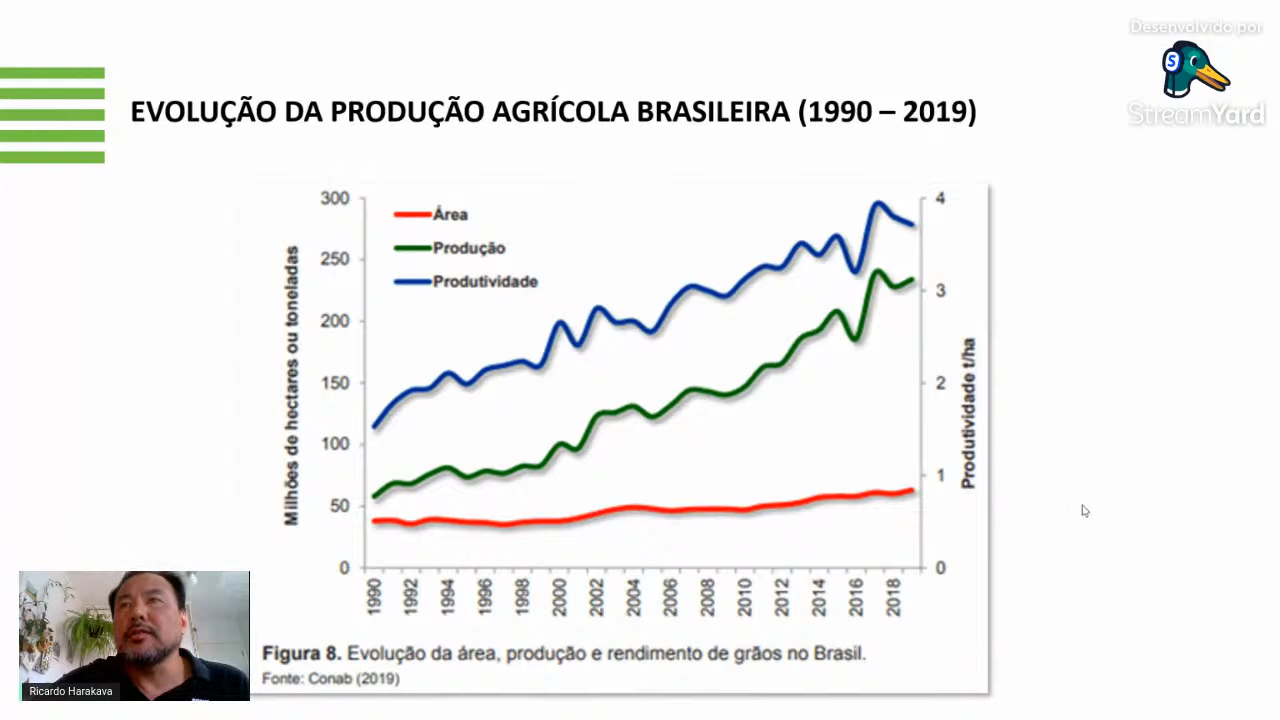 Desenvolvido por
S
StreamYard
EVOLUÇÃO DA PRODUÇÃO AGRÍCOLA BRASILEIRA (1990 – 2019)
Milhões de hectares ou toneladas
300
250
200
150
100
50
0
Área
Produção
Produtividade
4
3
2
1
0
Produtividade t/ha
1990
1992
1994
1996
1998
2000
2002
2004
2006
2008
2010
2012
2014
2016
2018
Figura 8. Evolução da área, produção e rendimento de grãos no Brasil.
Fonte: Conab (2019)
Ricardo Harakava